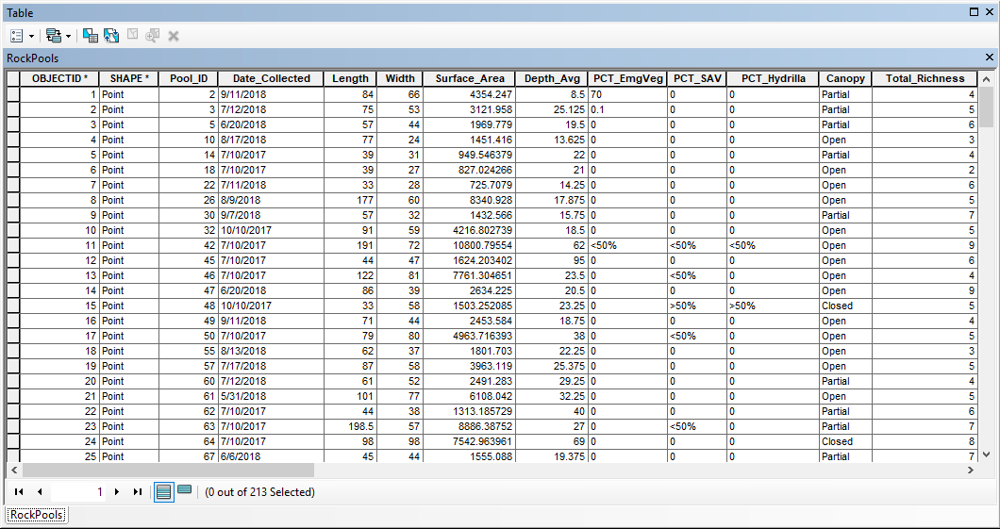 Table
RockPools
OBJECTID * SHAPE * Pool_ID Date_Collected Length Width Surface_Area Depth_Avg PCT_EmgVeg PCT_SAV PCT_Hydrilla Canopy Total_Richness
1 Point 2 9/11/2018 84 66 4354.247 8.5 70 0 0 Partial 4
2 Point 3 7/12/2018 75 53 3121.958 25.125 0.1 0 0 Partial 5
3 Point 5 6/20/2018 57 44 1969.779 19.5 0 0 0 Partial 6
4 Point 10 8/17/2018 77 24 1451.416 13.625 0 0 0 Open 3
5 Point 14 7/10/2017 39 31 949.546379 22 0 0 0 Partial 4
6 Point 18 7/10/2017 39 27 827.024266 21 0 0 0 Open 2
7 Point 22 7/11/2018 33 28 725.7079 14.25 0 0 0 Open 6
8 Point 26 8/9/2018 177 60 8340.928 17.875 0 0 0 Open 5
9 Point 30 9/7/2018 57 32 1432.566 15.75 0 0 0 Partial 7
10 Point 32 10/10/2017 91 59 4216.802739 18.5 0 0 0 Open 5
11 Point 42 7/10/2017 191 72 10800.79554 62 <50% <50% <50% Open 9
12 Point 45 7/10/2017 44 47 1624.203402 95 0 0 0 Open 6
13 Point 46 7/10/2017 122 81 7761.304651 23.5 0 <50% 0 Open 4
14 Point 47 6/20/2018 86 39 2634.225 20.5 0 0 0 Open 9
15 Point 48 10/10/2017 33 58 1503.252085 23.25 0 >50% >50% Closed 5
16 Point 49 9/11/2018 71 44 2453.584 18.75 0 0 0 Open 4
17 Point 50 7/10/2017 79 80 4963.716393 38 0 <50% 0 Open 5
18 Point 55 8/13/2018 62 37 1801.703 22.25 0 0 0 Open 3
19 Point 57 7/17/2018 87 58 3963.119 25.375 0 0 0 Open 5
20 Point 60 7/12/2018 61 52 2491.283 29.25 0 0 0 Partial 4
21 Point 61 5/31/2018 101 77 6108.042 32.25 0 0 0 Open 5
22 Point 62 7/10/2017 44 38 1313.185729 40 0 0 0 Partial 6
23 Point 63 7/10/2017 198.5 57 8886.38752 27 0 <50% 0 Partial 7
24 Point 64 7/10/2017 98 98 7542.963961 69 0 0 0 Closed 8
25 Point 67 6/6/2018 45 44 1555.088 19.375 0 0 0 Partial 7
1 (0 out of 213 Selected)
RockPools